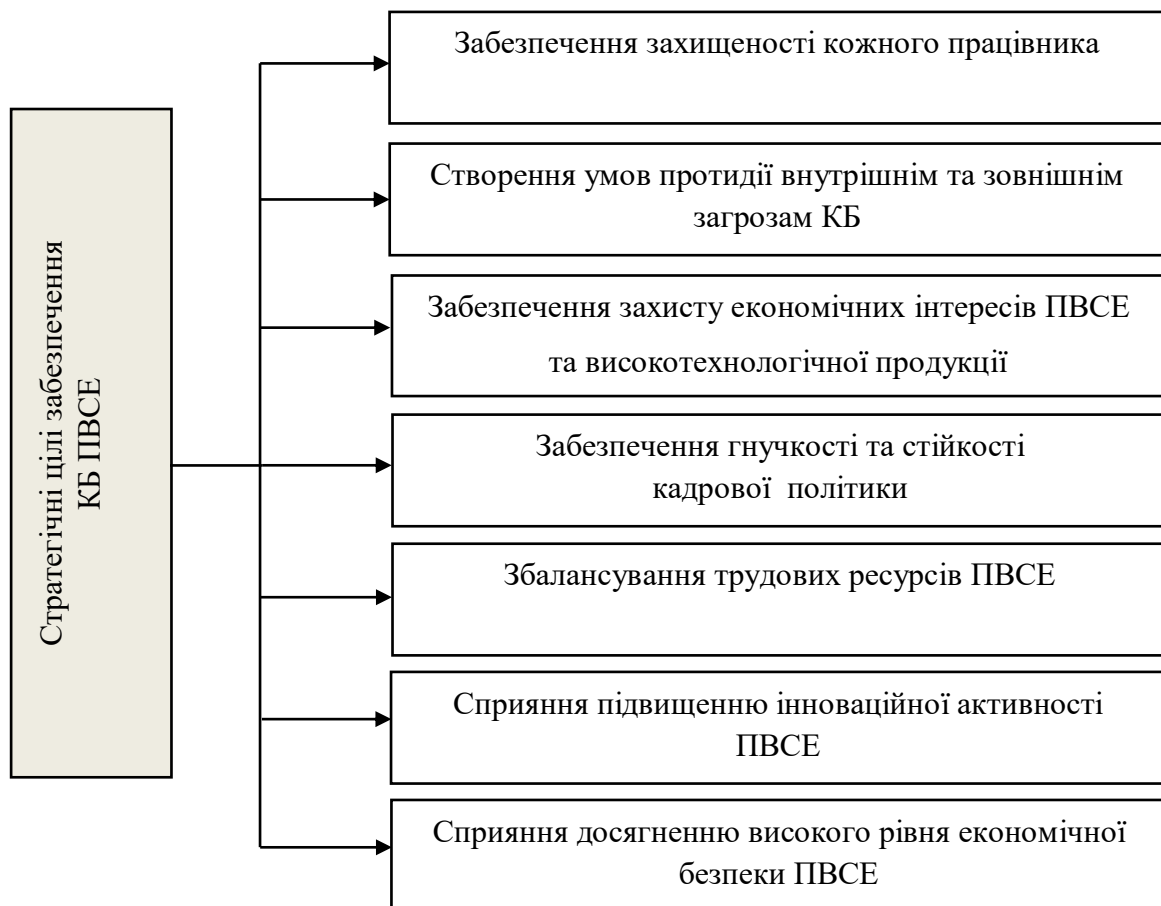 Стратегічні цілі забезпечення
КБ ПВСЕ
Забезпечення захищеності кожного працівника
Створення умов протидії внутрішнім та зовнішнім
загрозам КБ
Забезпечення захисту економічних інтересів ПВСЕ
та високотехнологічної продукції
Забезпечення гнучкості та стійкості
кадрової політики
Збалансування трудових ресурсів ПВСЕ
Сприяння підвищенню інноваційної активності
ПВСЕ
Сприяння досягненню високого рівня економічної
безпеки ПВСЕ